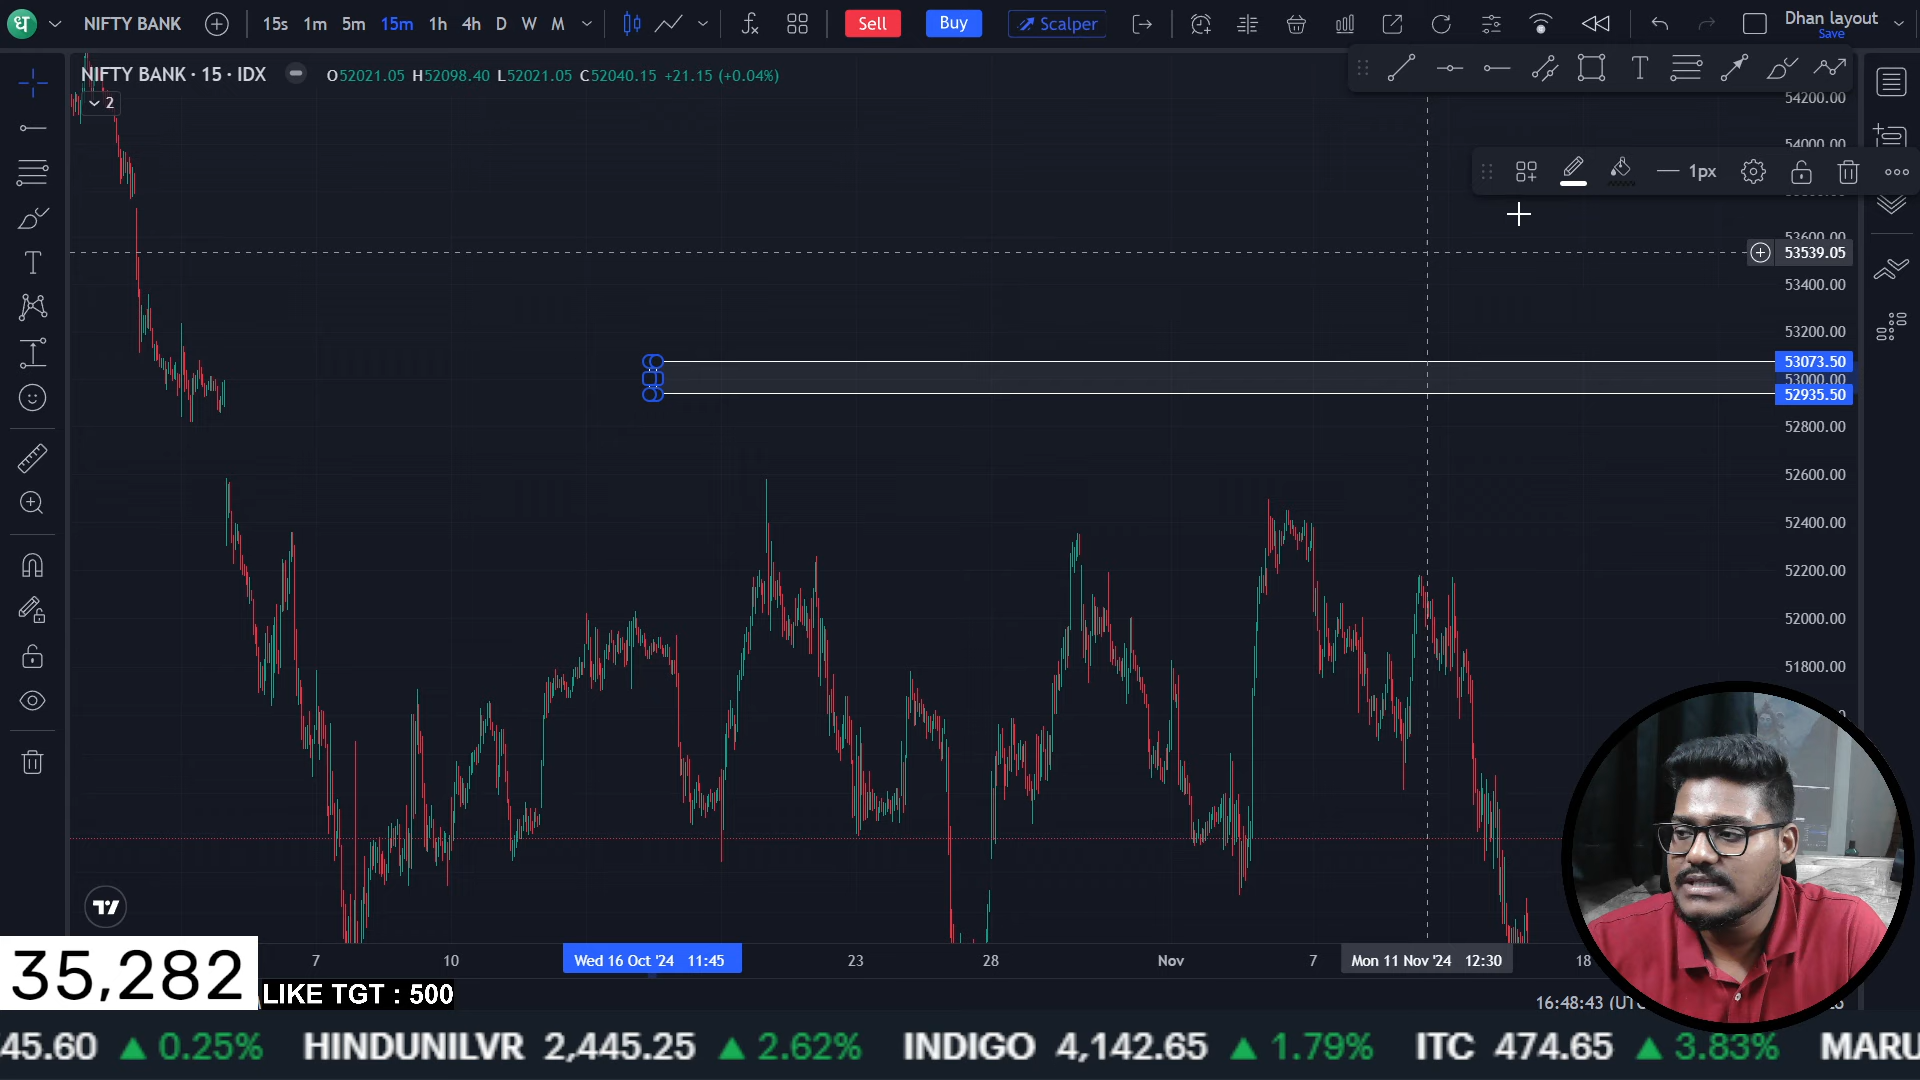 ध NIFTY BANK 15s 1m 5m 15m 1h 4h D W M Sell Buy Scalper Dhan layout
Save
NIFTY BANK · 15 · IDX O52021.05 H52098.40 L52021.05 C52040.15 +21.15 (+0.04%)
2
54200.00
54000.00
1px
53600.00
53539.05
53400.00
53200.00
53073.50
53000.00
52935.50
52800.00
52600.00
52400.00
52200.00
52000.00
51800.00
7 10 Wed 16 Oct '24 11:45 23 28 Nov 7 Mon 11 Nov '24 12:30 18
35,282
LIKE TGT : 500
16:48:43 (UTC
45.60 ▲ 0.25% HINDUNILVR 2,445.25 ▲ 2.62% INDIGO 4,142.65 ▲ 1.79% ITC 474.65 ▲ 3.83% MARU